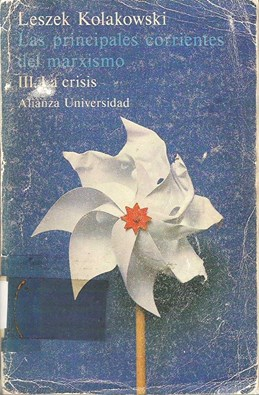 Leszek Kolakowski
Las principales corrientes
del marxismo
III. La crisis
Alianza Universidad